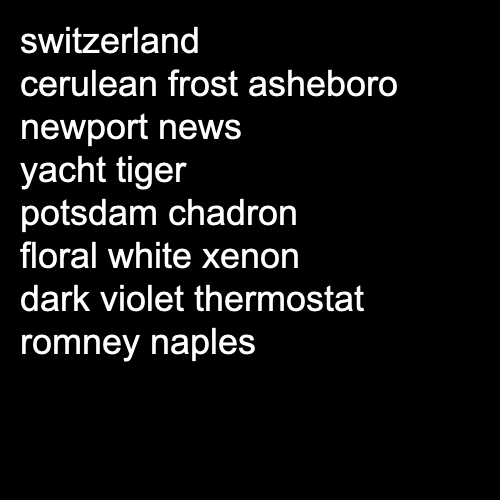 switzerland
cerulean frost asheboro
newport news
yacht tiger
potsdam chadron
floral white xenon
dark violet thermostat
romney naples